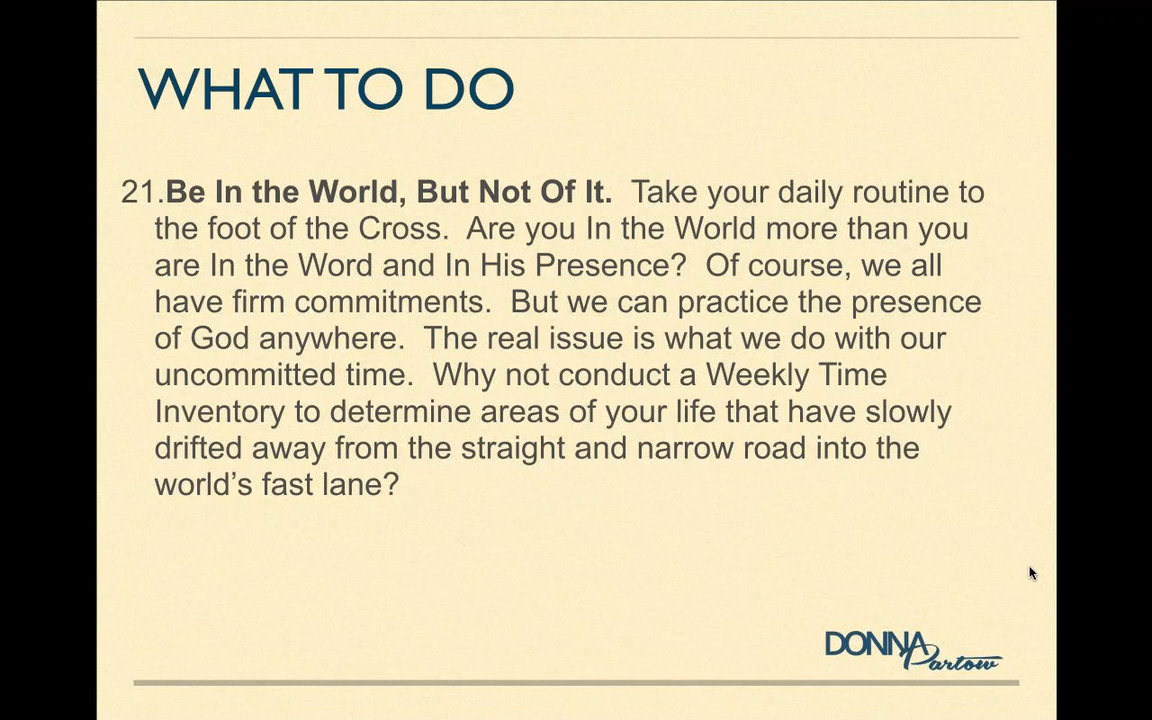 WHAT TO DO
21.Be In the World, But Not Of It.  Take your daily routine to
the foot of the Cross.  Are you In the World more than you
are In the Word and In His Presence?  Of course, we all
have firm commitments.  But we can practice the presence
of God anywhere.  The real issue is what we do with our
uncommitted time.  Why not conduct a Weekly Time
Inventory to determine areas of your life that have slowly
drifted away from the straight and narrow road into the
world’s fast lane?
DONNA
Partow